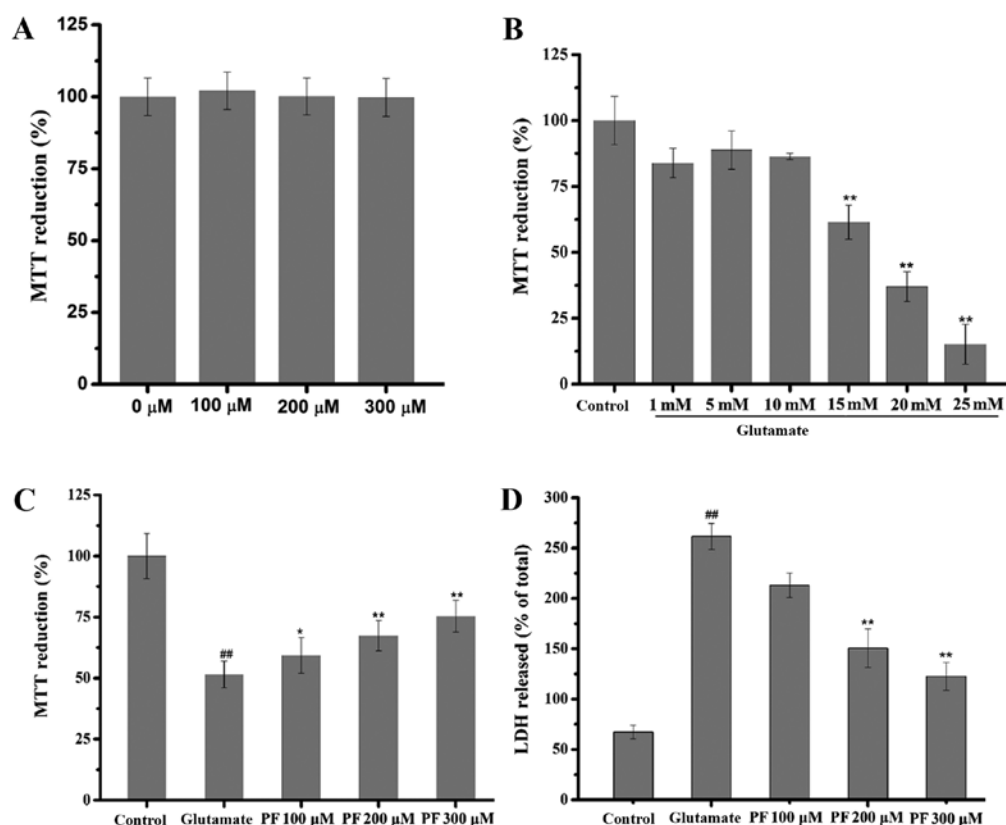 A
MTT reduction (%)
125
100
75
50
25
0
0 μM 100 μM 200 μM 300 μM
B
MTT reduction (%)
125
100
75
50
25
0
**
**
**
Control 1 mM 5 mM 10 mM 15 mM 20 mM 25 mM
Glutamate
C
MTT reduction (%)
125
100
75
50
25
0
##
*
**
**
Control Glutamate PF 100 μM PF 200 μM PF 300 μM
D
LDH released (% of total)
300
250
200
150
100
50
0
##
**
**
Control Glutamate PF 100 μM PF 200 μM PF 300 μM